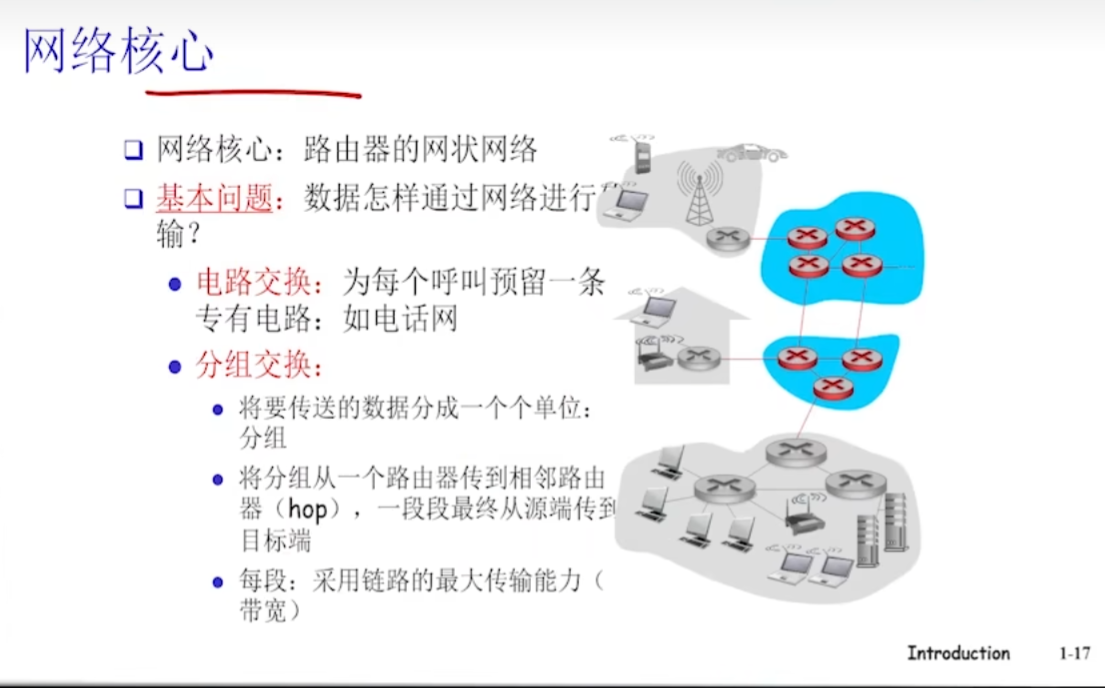 网络核心
网络核心：路由器的网状网络
基本问题：数据怎样通过网络进行
输？
电路交换：为每个呼叫预留一条
专有电路：如电话网
分组交换：
将要传送的数据分成一个个单位：
分组
将分组从一个路由器传到相邻路由
器（hop），一段段最终从源端传到
目标端
每段：采用链路的最大传输能力（
带宽）
Introduction 1-17